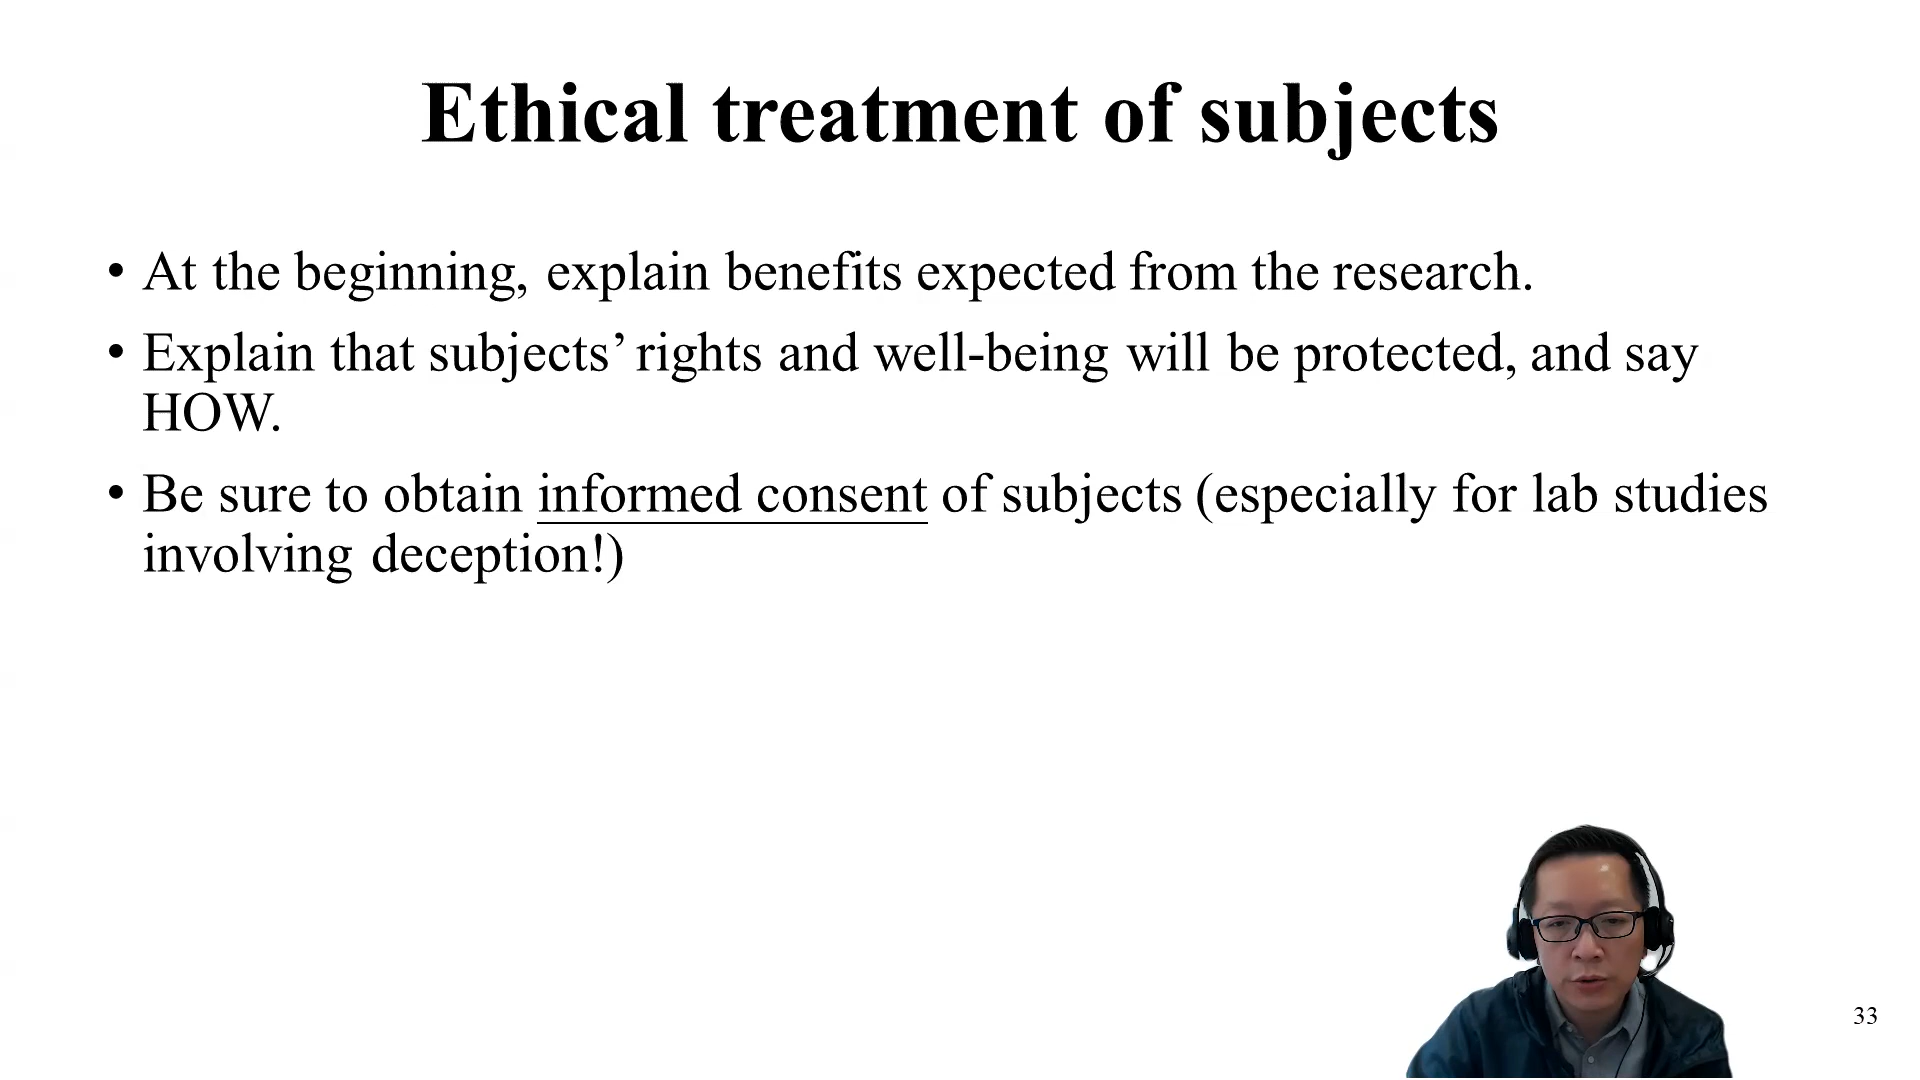 Ethical treatment of subjects
• At the beginning, explain benefits expected from the research.
• Explain that subjects’ rights and well-being will be protected, and say
HOW.
• Be sure to obtain informed consent of subjects (especially for lab studies
involving deception!)
33